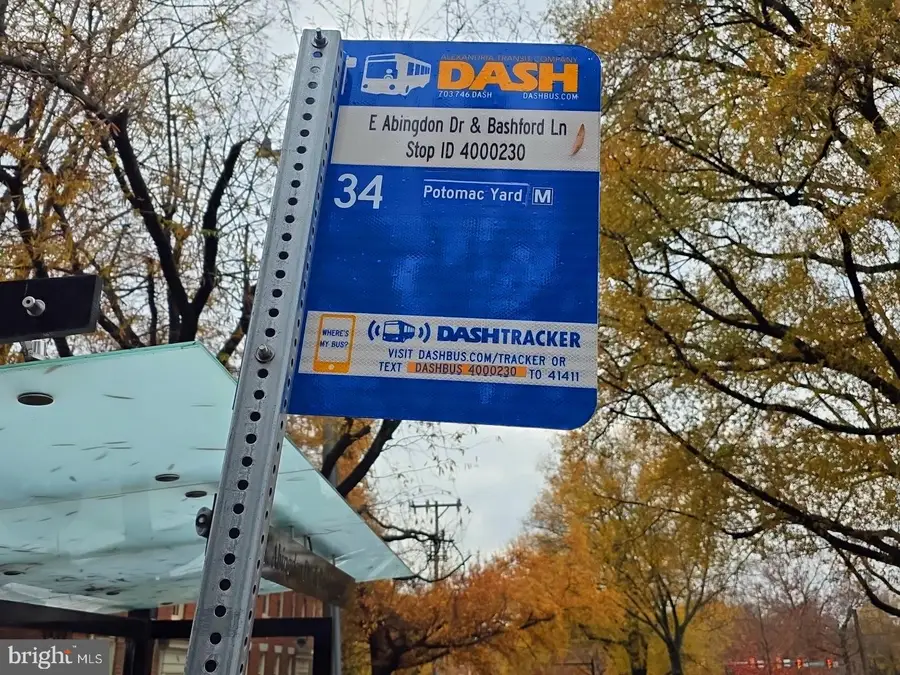 ALEXANDRIA TRANSIT COMPANY
DASH
703.746.DASH DASHBUS.COM
E Abingdon Dr & Bashford Ln
Stop ID 4000230
34 Potomac Yard M
WHERE'S
MY BUS?
DASHTRACKER
VISIT DASHBUS.COM/TRACKER OR
TEXT DASHBUS 4000230 TO 41411
bright MLS